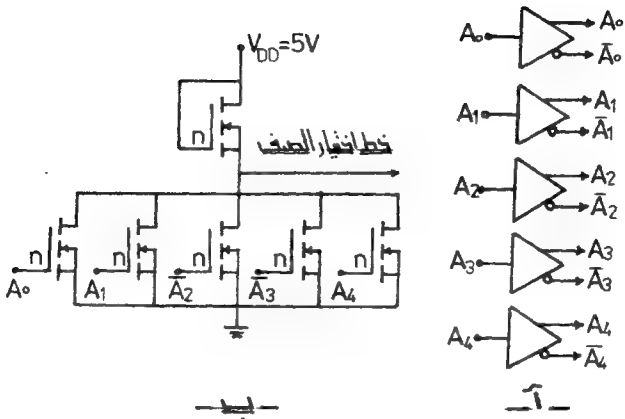 V_DD=5V
n
خط اختيار الصف
n
n
n
n
n
A₀
A₁
Ā₂
Ā₃
A₄
ب
A₀
A₀
Ā₀
A₁
A₁
Ā₁
A₂
A₂
Ā₂
A₃
A₃
Ā₃
A₄
A₄
Ā₄
آ